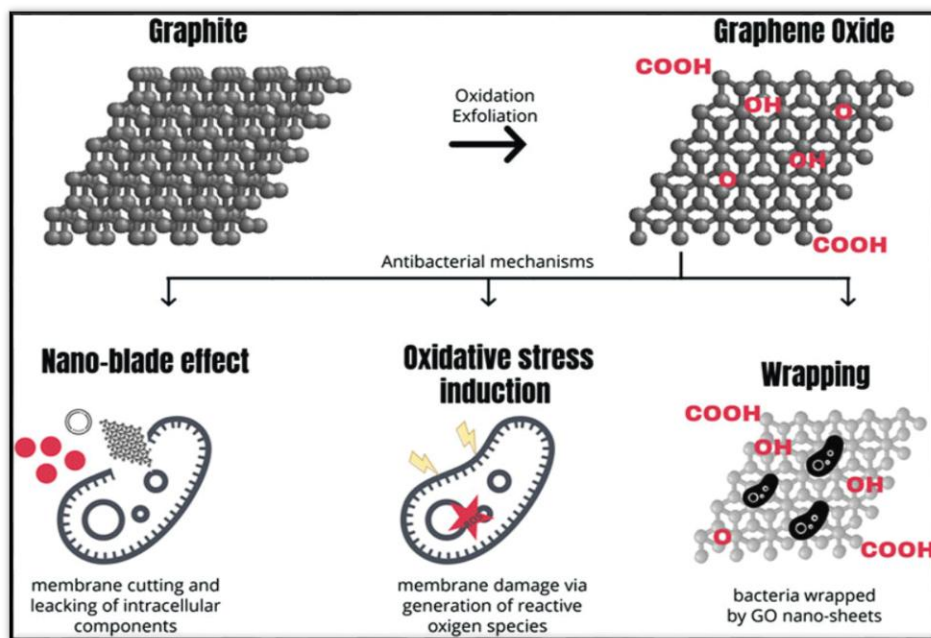 Graphite
Graphene Oxide
COOH
OH
O
OH
O
COOH
Oxidation
Exfoliation
Antibacterial mechanisms
Nano-blade effect
membrane cutting and
leacking of intracellular
components
Oxidative stress
induction
membrane damage via
generation of reactive
oxigen species
Wrapping
COOH
OH
OH
O
COOH
bacteria wrapped
by GO nano-sheets